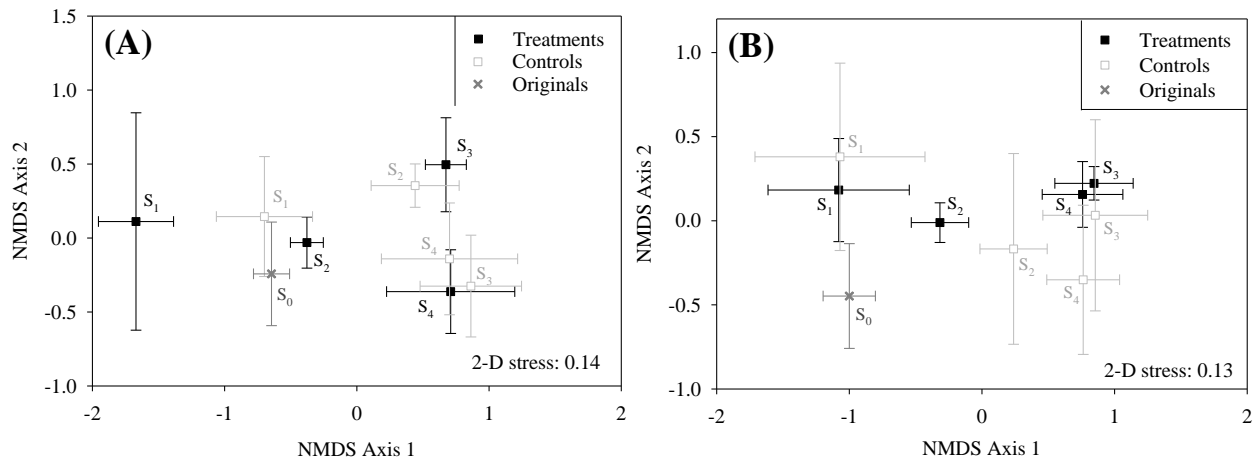 (A)
Treatments
Controls
Originals
1.5
1.0
0.5
0.0
-0.5
-1.0
NMDS Axis 2
S1
S1
S2
S0
S2
S3
S4
S3
S4
2-D stress: 0.14
-2
-1
0
1
2
NMDS Axis 1
(B)
Treatments
Controls
Originals
1.0
0.5
0.0
-0.5
-1.0
NMDS Axis 2
S1
S1
S2
S0
S2
S3
S4
S3
S4
2-D stress: 0.13
-2
-1
0
1
2
NMDS Axis 1